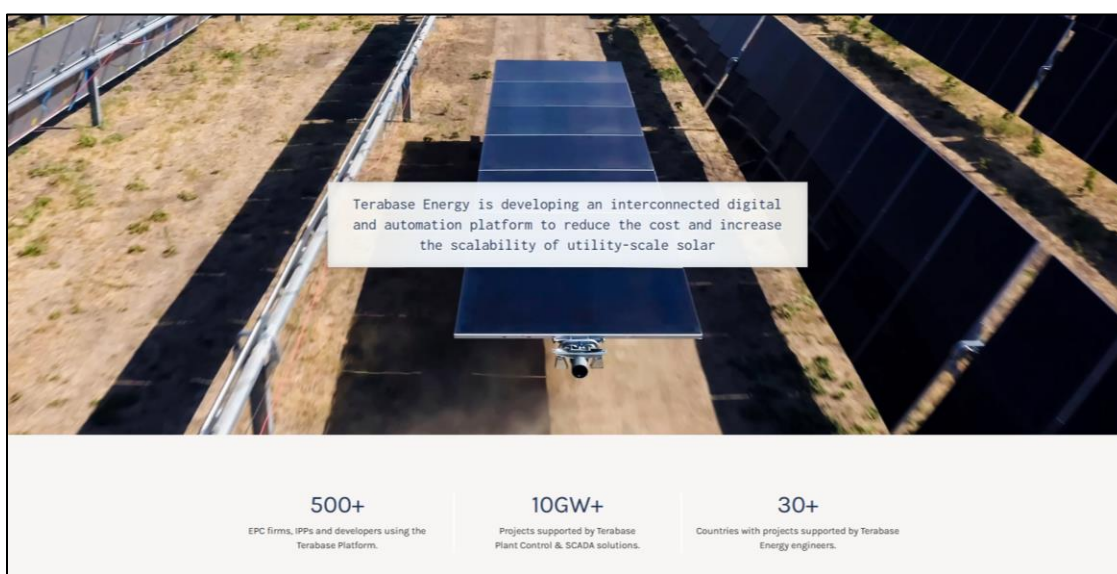 Terabase Energy is developing an interconnected digital
and automation platform to reduce the cost and increase
the scalability of utility-scale solar
500+
EPC firms, IPPs and developers using the
Terabase Platform.
10GW+
Projects supported by Terabase
Plant Control & SCADA solutions.
30+
Countries with projects supported by Terabase
Energy engineers.